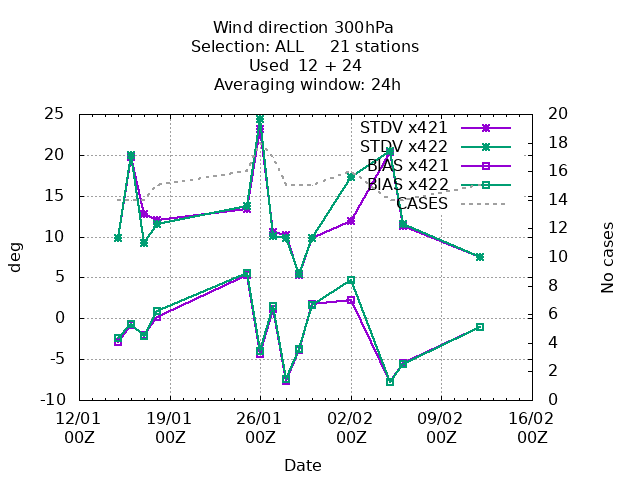 Wind direction 300hPa
Selection: ALL     21 stations
Used  12 + 24
Averaging window: 24h
25
20
15
10
5
0
-5
-10
deg
20
18
16
14
12
10
8
6
4
2
0
No cases
STDV x421
STDV x422
BIAS x421
BIAS x422
CASES
12/01 19/01 26/01 02/02 09/02 16/02
00Z 00Z 00Z 00Z 00Z 00Z
Date